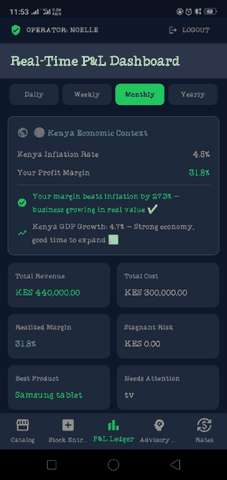 11:53
OPERATOR: NOELLE
LOGOUT
Real-Time P&L Dashboard
Daily
Weekly
Monthly
Yearly
Kenya Economic Context
Kenya Inflation Rate
4.5%
Your Profit Margin
31.8%
Your margin beats inflation by 27.3% —
business growing in real value ✔
Kenya GDP Growth: 4.7% — Strong economy,
good time to expand
Total Revenue
KES 440,000.00
Total Cost
KES 300,000.00
Realized Margin
31.8%
Stagnant Risk
KES 0.00
Best Product
Samsung tablet
Needs Attention
tv
Catalog
Stock Entr...
P&L Ledger
Advisory ...
Rates